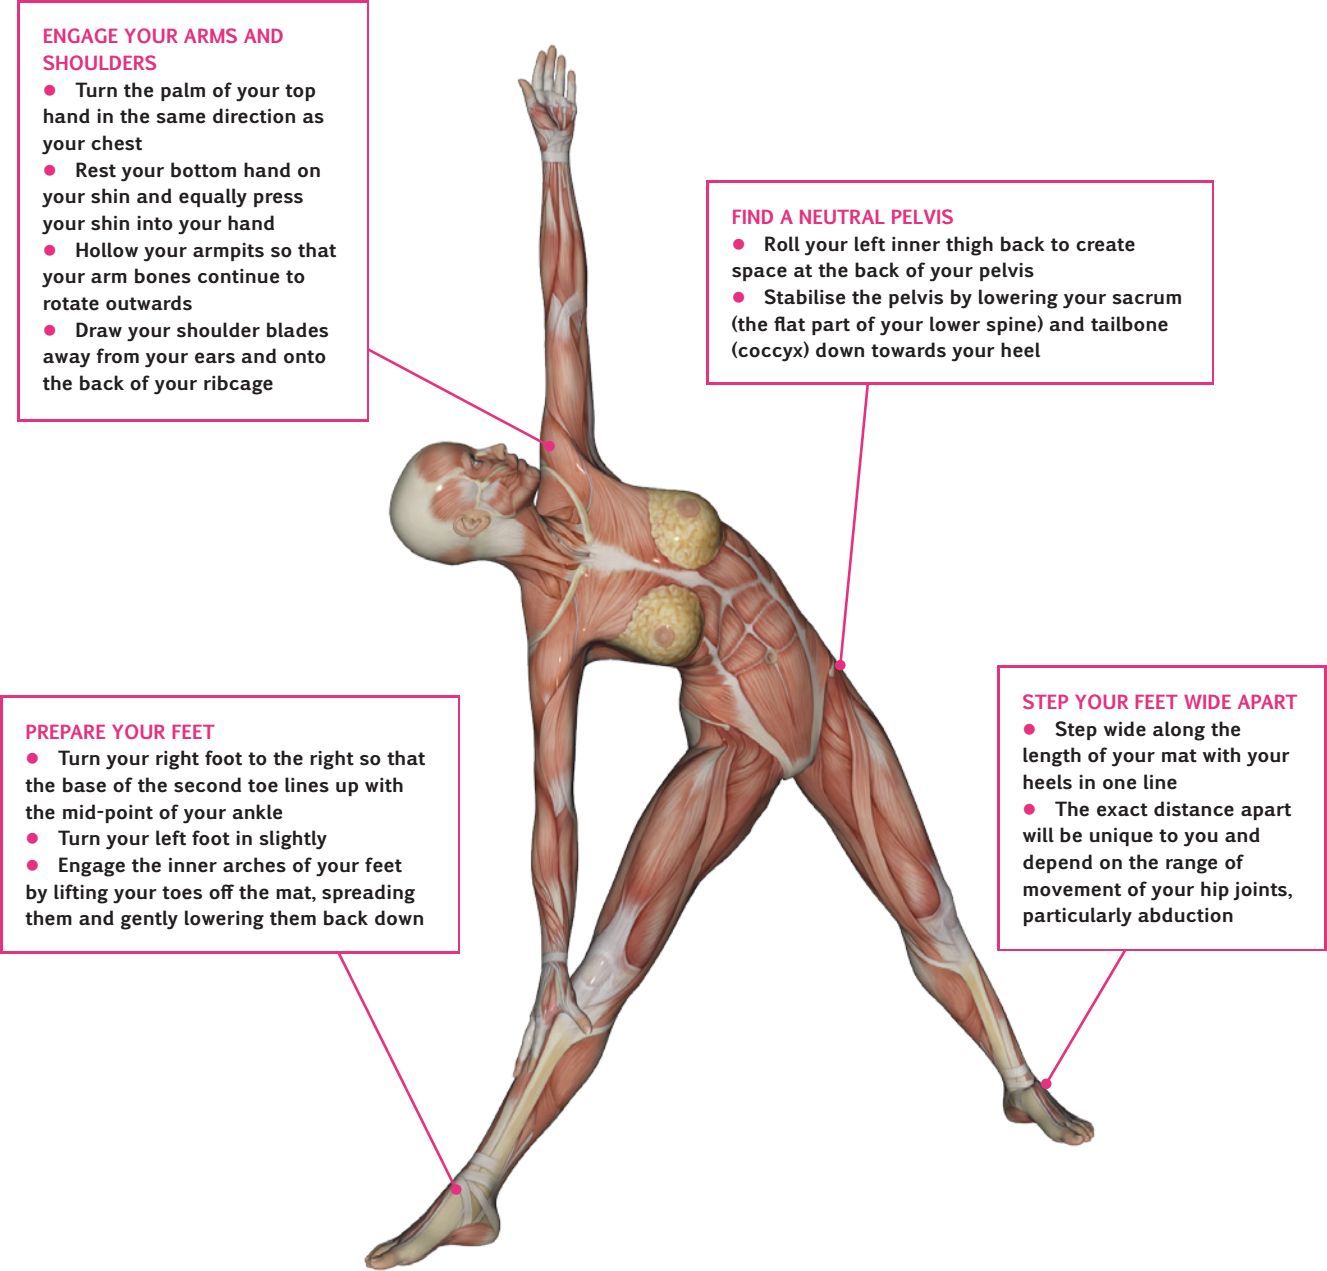 ENGAGE YOUR ARMS AND
SHOULDERS
● Turn the palm of your top
hand in the same direction as
your chest
● Rest your bottom hand on
your shin and equally press
your shin into your hand
● Hollow your armpits so that
your arm bones continue to
rotate outwards
● Draw your shoulder blades
away from your ears and onto
the back of your ribcage
FIND A NEUTRAL PELVIS
● Roll your left inner thigh back to create
space at the back of your pelvis
● Stabilise the pelvis by lowering your sacrum
(the flat part of your lower spine) and tailbone
(coccyx) down towards your heel
PREPARE YOUR FEET
● Turn your right foot to the right so that
the base of the second toe lines up with
the mid-point of your ankle
● Turn your left foot in slightly
● Engage the inner arches of your feet
by lifting your toes off the mat, spreading
them and gently lowering them back down
STEP YOUR FEET WIDE APART
● Step wide along the
length of your mat with your
heels in one line
● The exact distance apart
will be unique to you and
depend on the range of
movement of your hip joints,
particularly abduction